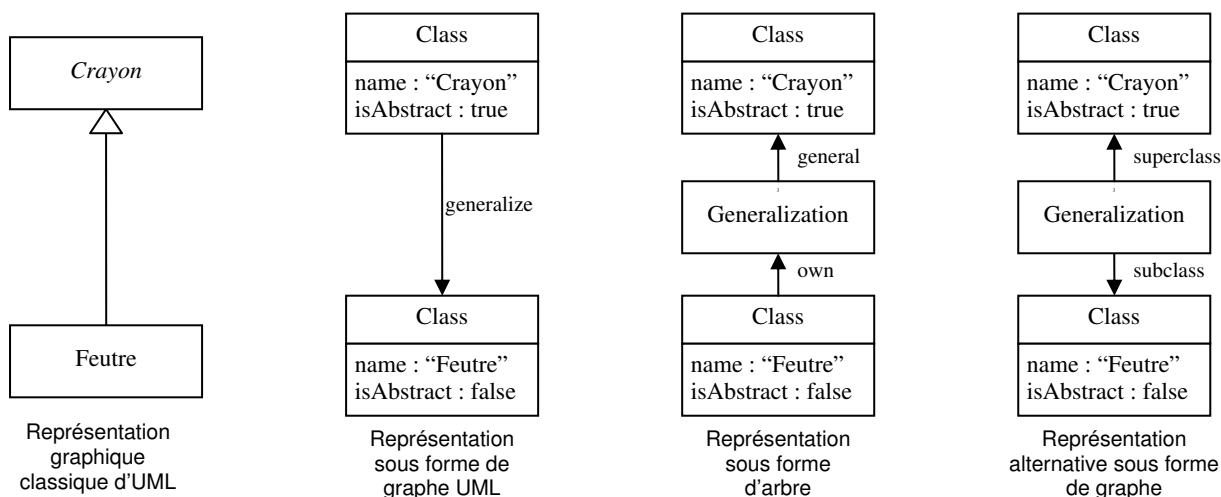 Crayon
Feutre
Représentation
graphique
classique d'UML
Class
name : “Crayon”
isAbstract : true
generalize
Class
name : “Feutre”
isAbstract : false
Représentation
sous forme de
graphe UML
Class
name : “Crayon”
isAbstract : true
general
Generalization
own
Class
name : “Feutre”
isAbstract : false
Représentation
sous forme
d'arbre
Class
name : “Crayon”
isAbstract : true
superclass
Generalization
subclass
Class
name : “Feutre”
isAbstract : false
Représentation
alternative sous forme
de graphe